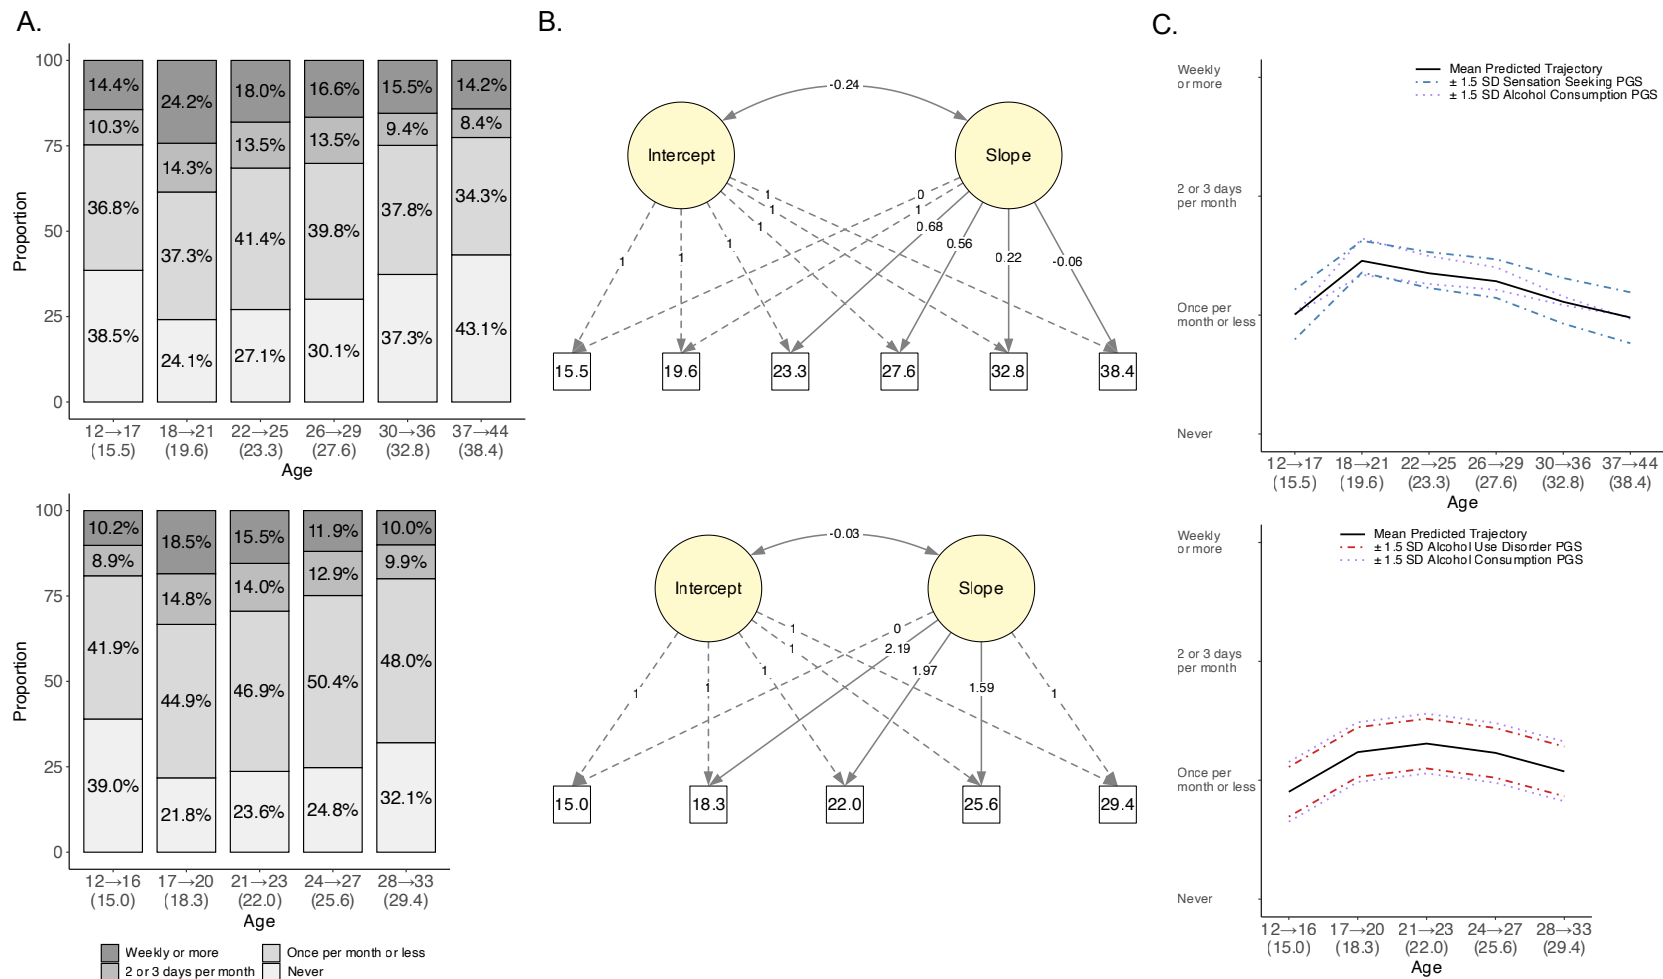 A.
100
75
50
25
0
Proportion
14.4%
10.3%
36.8%
38.5%
24.2%
14.3%
37.3%
24.1%
18.0%
13.5%
41.4%
27.1%
16.6%
13.5%
39.8%
30.1%
15.5%
9.4%
37.8%
37.3%
14.2%
8.4%
34.3%
43.1%
12→17 18→21 22→25 26→29 30→36 37→44
(15.5) (19.6) (23.3) (27.6) (32.8) (38.4)
Age
100
75
50
25
0
Proportion
10.2%
8.9%
41.9%
39.0%
18.5%
14.8%
44.9%
21.8%
15.5%
14.0%
46.9%
23.6%
11.9%
12.9%
50.4%
24.8%
10.0%
9.9%
48.0%
32.1%
12→16 17→20 21→23 24→27 28→33
(15.0) (18.3) (22.0) (25.6) (29.4)
Age
Weekly or more Once per month or less
2 or 3 days per month Never
B.
-0.24
Intercept Slope
1 0
1 1
1 0.68
1 0.56
1 1 0.22 -0.06
15.5 19.6 23.3 27.6 32.8 38.4
-0.03
Intercept Slope
1 0
1 2.19
1 1.97
1 1 1.59 1
15.0 18.3 22.0 25.6 29.4
C.
Mean Predicted Trajectory
± 1.5 SD Sensation Seeking PGS
± 1.5 SD Alcohol Consumption PGS
Weekly
or more
2 or 3 days
per month
Once per
month or less
Never
12→17 18→21 22→25 26→29 30→36 37→44
(15.5) (19.6) (23.3) (27.6) (32.8) (38.4)
Age
Mean Predicted Trajectory
± 1.5 SD Alcohol Use Disorder PGS
± 1.5 SD Alcohol Consumption PGS
Weekly
or more
2 or 3 days
per month
Once per
month or less
Never
12→16 17→20 21→23 24→27 28→33
(15.0) (18.3) (22.0) (25.6) (29.4)
Age